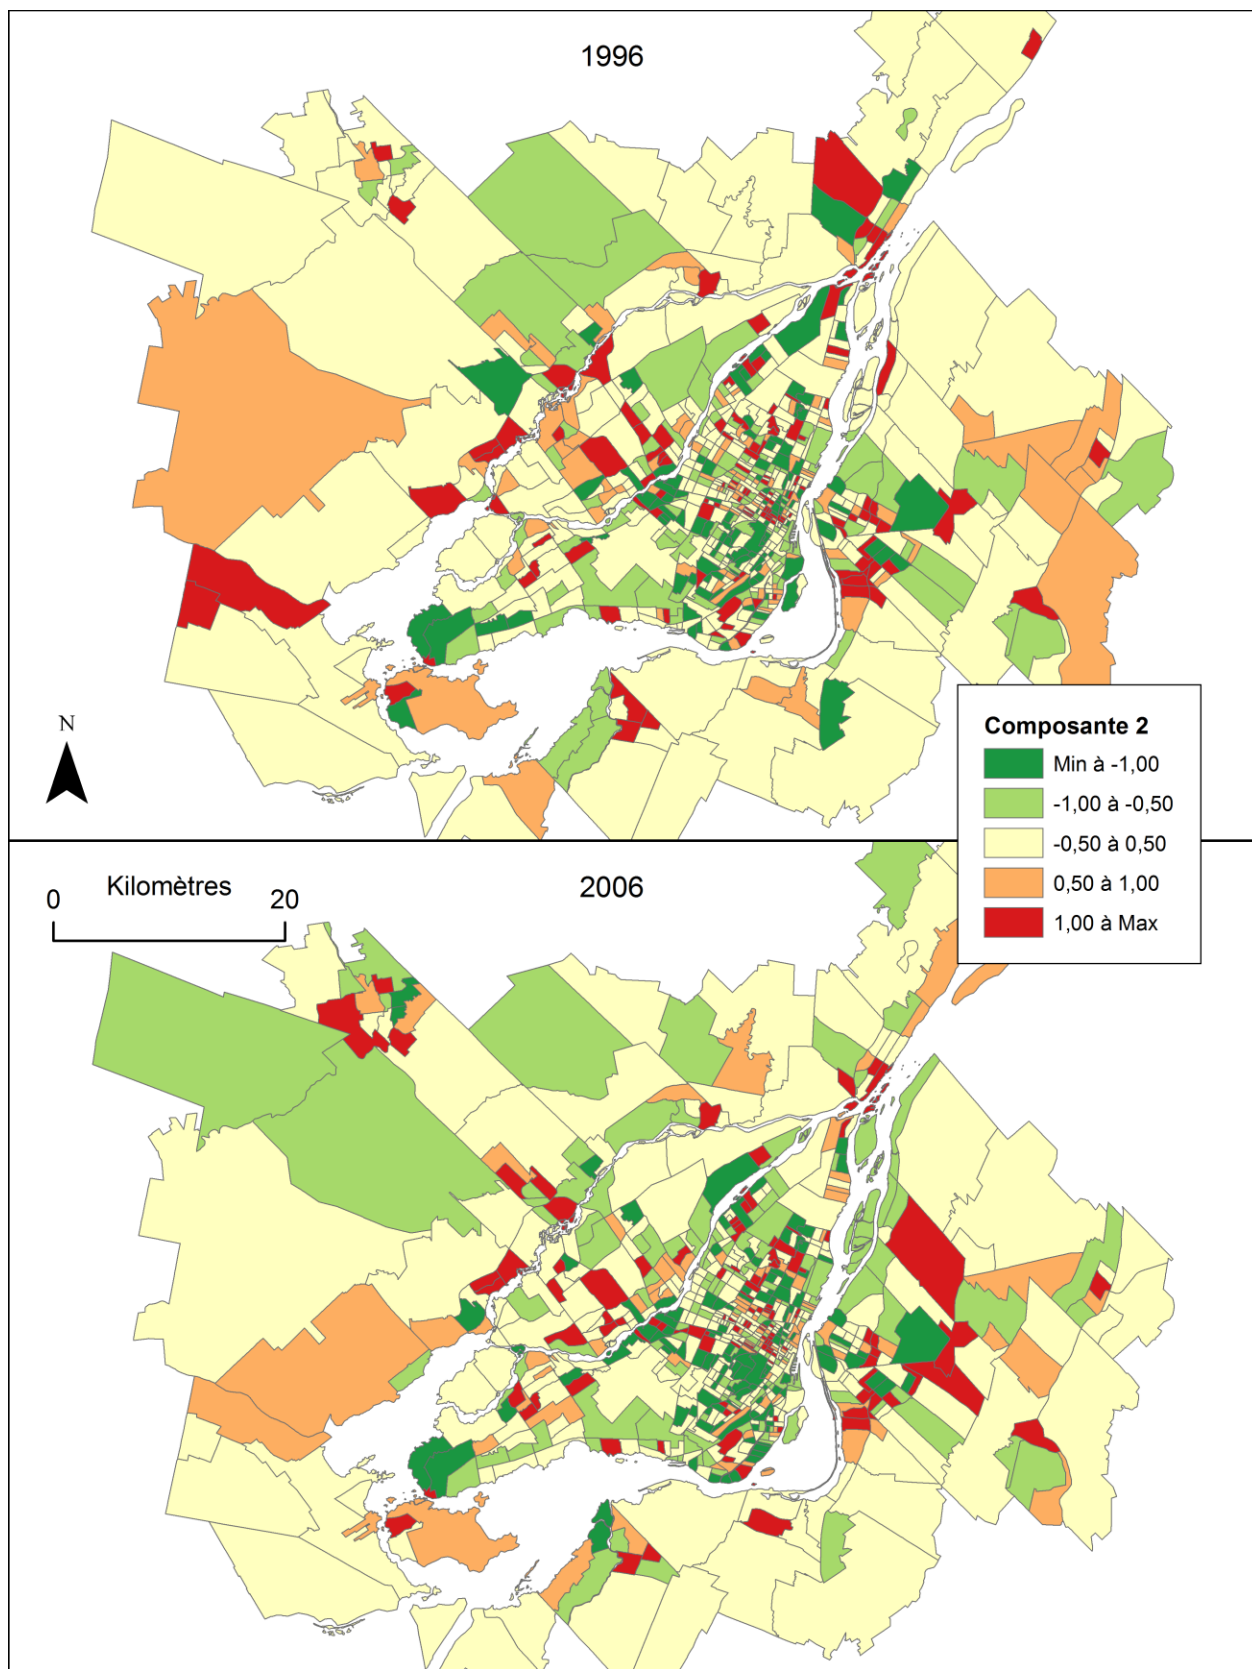 1996
N
Composante 2
Min à -1,00
-1,00 à -0,50
-0,50 à 0,50
0,50 à 1,00
1,00 à Max
Kilomètres
0 20
2006